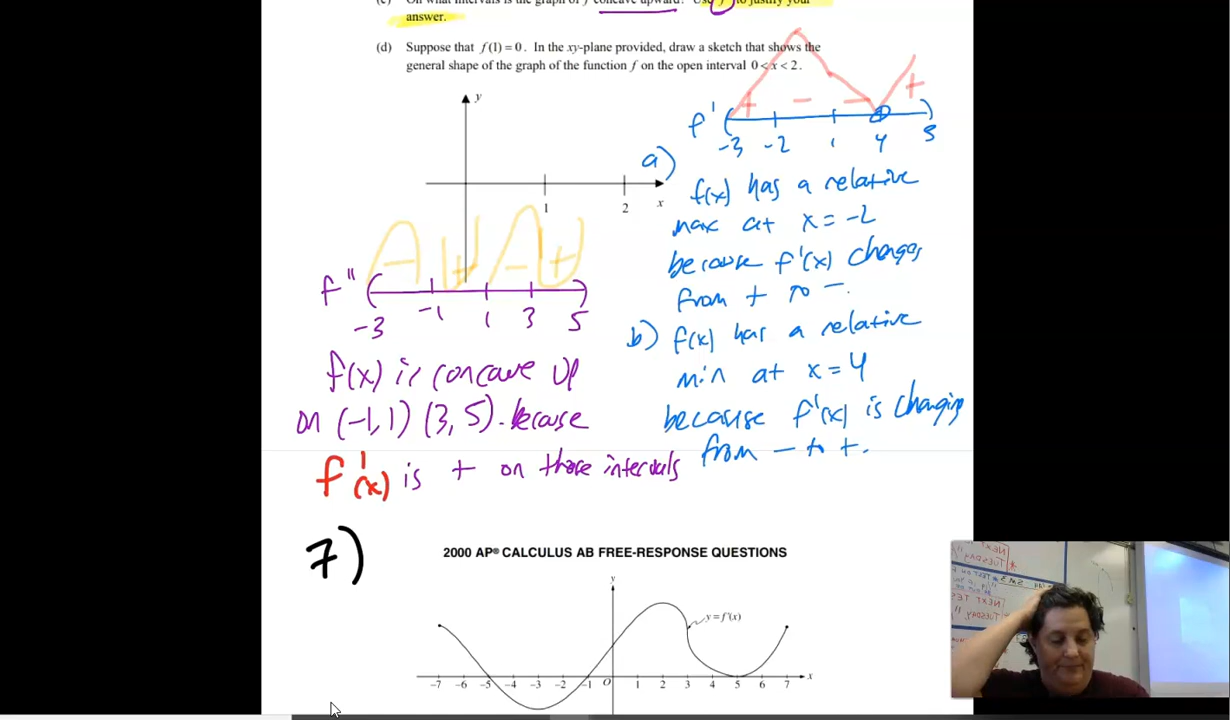 answer.
(d) Suppose that f(1) = 0. In the xy-plane provided, draw a sketch that shows the
general shape of the graph of the function f on the open interval 0 < x < 2.
y
1
2
x
f' + − − +
-3 -2 1 4 5
a)
f(x) has a relative
max at x = -2
because f'(x) changes
from + to -.
b) f(x) has a relative
min at x = 4
because f'(x) is changing
from - to +.
f"
-3 -1 1 3 5
f(x) is concave up
on (-1,1) (3,5). because
f'(x) is + on those intervals
7)
2000 AP® CALCULUS AB FREE-RESPONSE QUESTIONS
y
y = f'(x)
-7 -6 -5 -4 -3 -2 -1 O 1 2 3 4 5 6 7 x